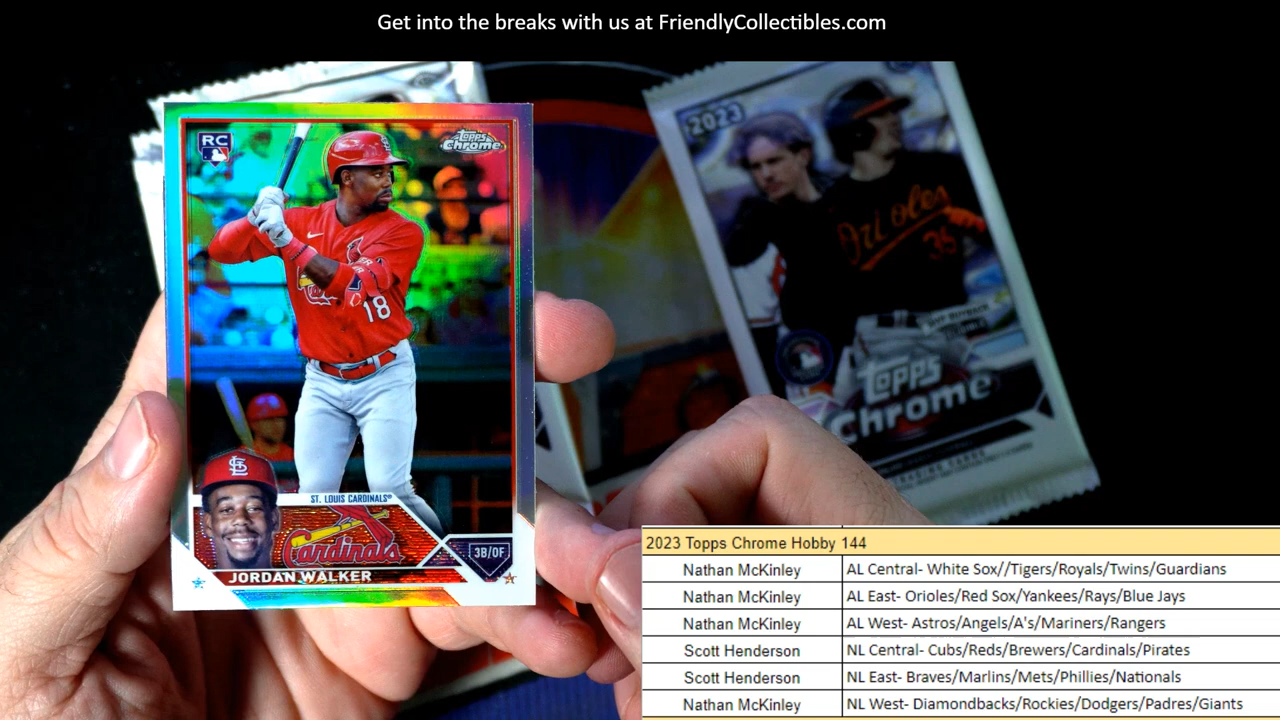 Get into the breaks with us at FriendlyCollectibles.com
RC
Topps
Chrome
18
ST. LOUIS CARDINALS®
Cardinals
3B/OF
JORDAN WALKER
2023
Orioles
35
Topps
Chrome
2023 Topps Chrome Hobby 144
Nathan McKinley AL Central- White Sox//Tigers/Royals/Twins/Guardians
Nathan McKinley AL East- Orioles/Red Sox/Yankees/Rays/Blue Jays
Nathan McKinley AL West- Astros/Angels/A's/Mariners/Rangers
Scott Henderson NL Central- Cubs/Reds/Brewers/Cardinals/Pirates
Scott Henderson NL East- Braves/Marlins/Mets/Phillies/Nationals
Nathan McKinley NL West- Diamondbacks/Rockies/Dodgers/Padres/Giants